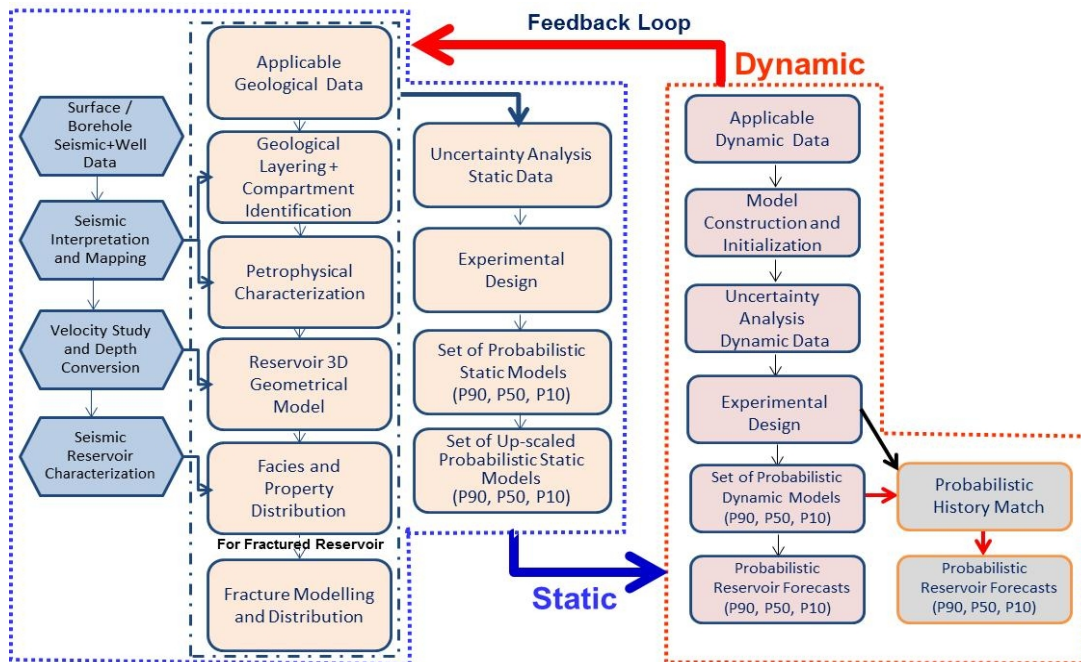 Feedback Loop
Dynamic
Surface /
Borehole
Seismic+Well
Data
Seismic
Interpretation
and Mapping
Velocity Study
and Depth
Conversion
Seismic
Reservoir
Characterization
Applicable
Geological Data
Geological
Layering +
Compartment
Identification
Petrophysical
Characterization
Reservoir 3D
Geometrical
Model
Facies and
Property
Distribution
For Fractured Reservoir
Fracture Modelling
and Distribution
Uncertainty Analysis
Static Data
Experimental
Design
Set of Probabilistic
Static Models
(P90, P50, P10)
Set of Up-scaled
Probabilistic Static
Models
(P90, P50, P10)
Static
Applicable
Dynamic Data
Model
Construction and
Initialization
Uncertainty
Analysis
Dynamic Data
Experimental
Design
Set of Probabilistic
Dynamic Models
(P90, P50, P10)
Probabilistic
Reservoir Forecasts
(P90, P50, P10)
Probabilistic
History Match
Probabilistic
Reservoir Forecasts
(P90, P50, P10)